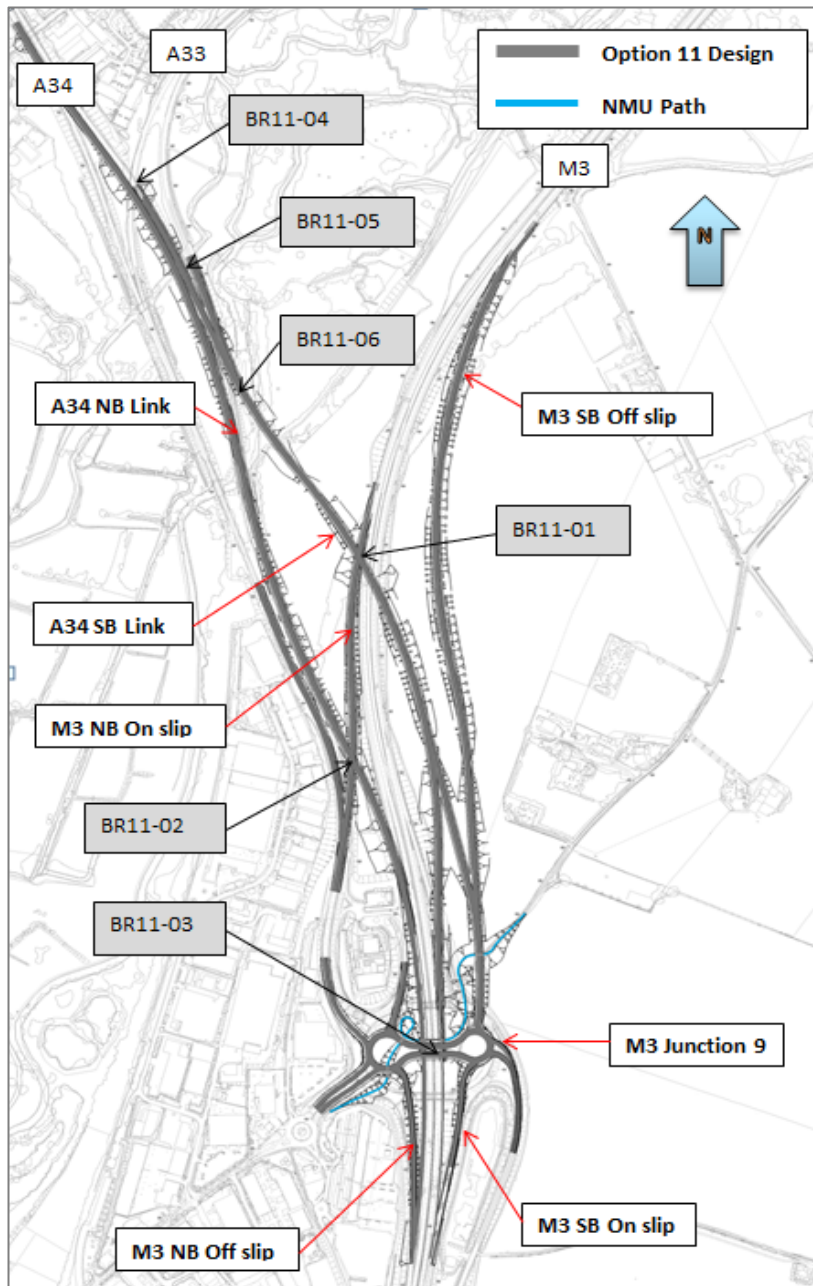 A33
A34
Option 11 Design
NMU Path
BR11-04
M3
BR11-05
N
BR11-06
A34 NB Link
M3 SB Off slip
BR11-01
A34 SB Link
M3 NB On slip
BR11-02
BR11-03
M3 Junction 9
M3 SB On slip
M3 NB Off slip